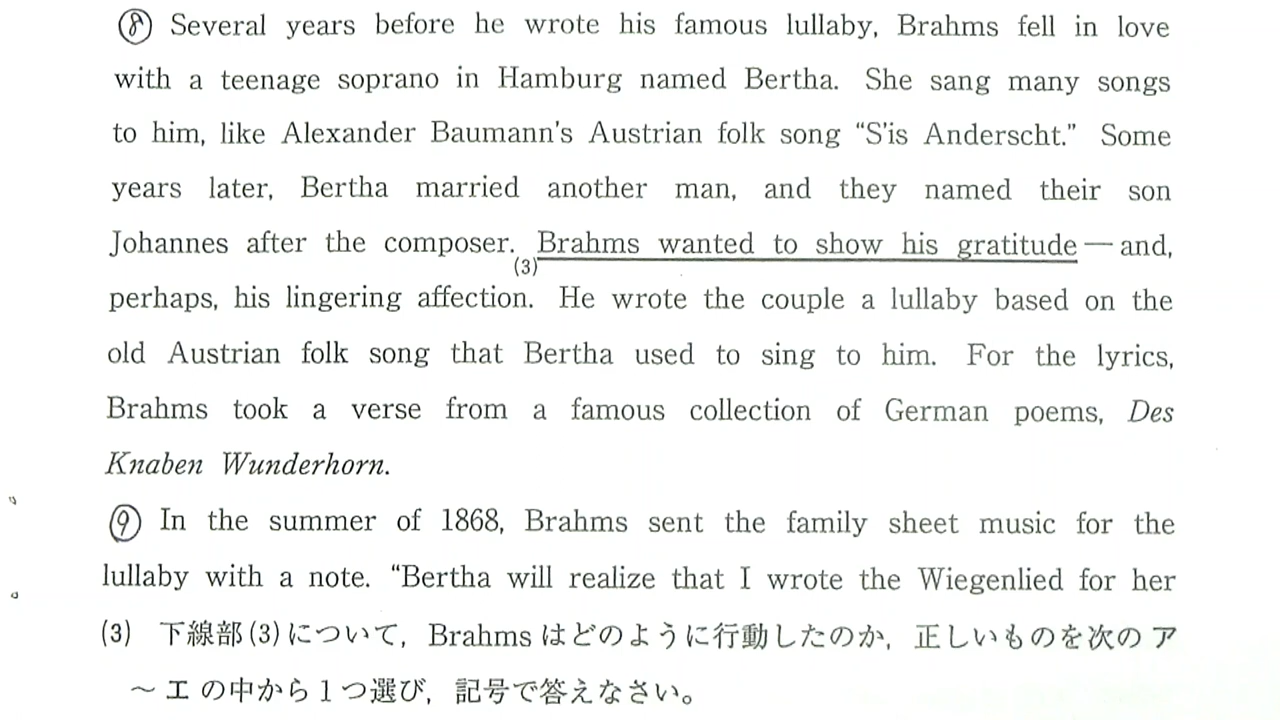 ⑧ Several years before he wrote his famous lullaby, Brahms fell in love
with a teenage soprano in Hamburg named Bertha. She sang many songs
to him, like Alexander Baumann's Austrian folk song “S'is Anderscht.” Some
years later, Bertha married another man, and they named their son
Johannes after the composer. Brahms wanted to show his gratitude — and,
(3)
perhaps, his lingering affection. He wrote the couple a lullaby based on the
old Austrian folk song that Bertha used to sing to him. For the lyrics,
Brahms took a verse from a famous collection of German poems, Des
Knaben Wunderhorn.
⑨ In the summer of 1868, Brahms sent the family sheet music for the
lullaby with a note. “Bertha will realize that I wrote the Wiegenlied for her
(3) 下線部(3)について，Brahms はどのように行動したのか，正しいものを次のア
～エの中から1つ選び，記号で答えなさい。